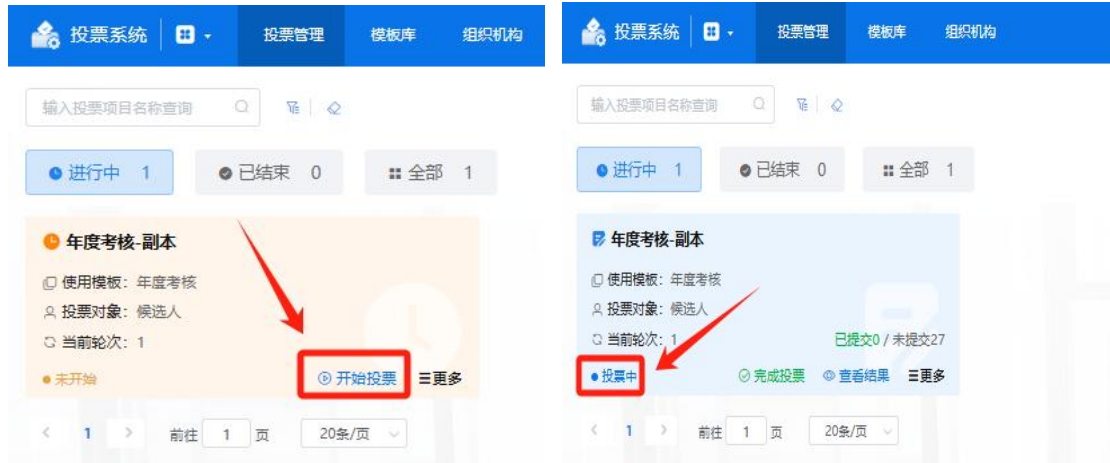 投票系统 投票管理 模板库 组织机构
输入投票项目名称查询
进行中 1 已结束 0 全部 1
年度考核-副本
使用模板：年度考核
投票对象：候选人
当前轮次：1
未开始 开始投票 更多
1 前往 1 页 20条/页
投票系统 投票管理 模板库 组织机构
输入投票项目名称查询
进行中 1 已结束 0 全部 1
年度考核-副本
使用模板：年度考核
投票对象：候选人
当前轮次：1 已提交0 / 未提交27
投票中 完成投票 查看结果 更多
1 前往 1 页 20条/页